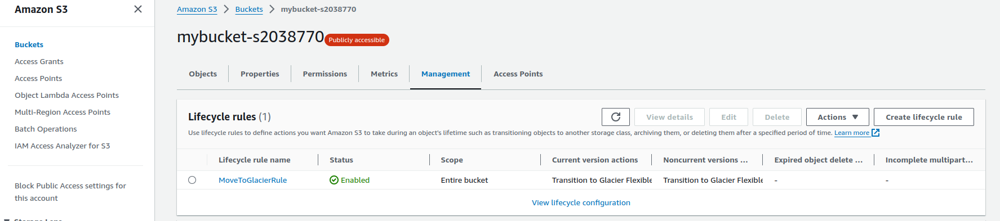 Amazon S3
Amazon S3 Buckets mybucket-s2038770
mybucket-s2038770 Publicly accessible
Buckets
Access Grants
Access Points
Object Lambda Access Points
Multi-Region Access Points
Batch Operations
IAM Access Analyzer for S3
Block Public Access settings for
this account
Storage Lens
Objects Properties Permissions Metrics Management Access Points
Lifecycle rules (1) View details Edit Delete Actions Create lifecycle rule
Use lifecycle rules to define actions you want Amazon S3 to take during an object's lifetime such as transitioning objects to another storage class, archiving them, or deleting them after a specified period of time. Learn more
Lifecycle rule name Status Scope Current version actions Noncurrent versions ... Expired object delete ... Incomplete multipart...
MoveToGlacierRule Enabled Entire bucket Transition to Glacier Flexible Transition to Glacier Flexible - -
View lifecycle configuration